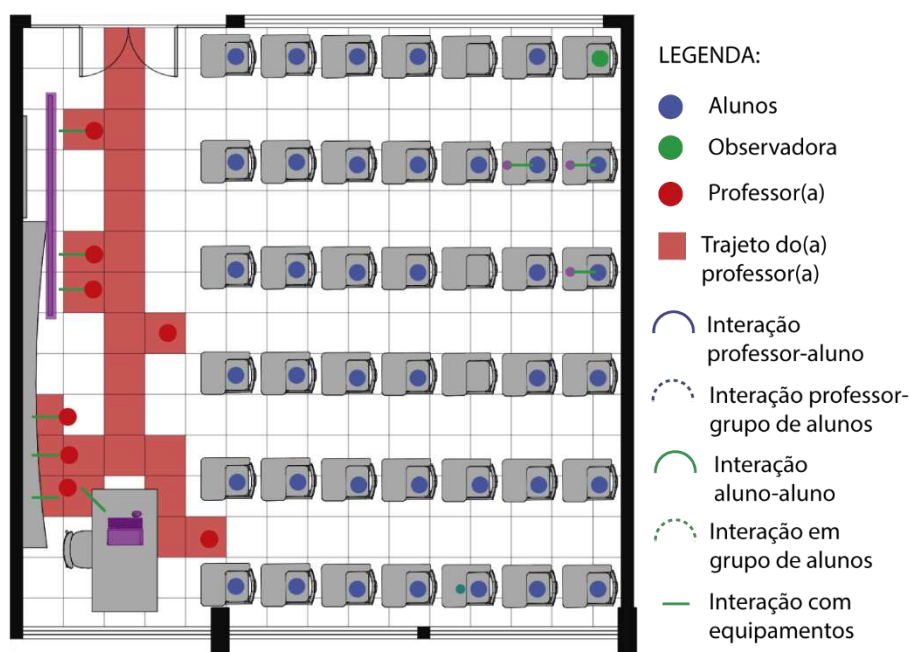 LEGENDA:
Alunos
Observadora
Professor(a)
Trajeto do(a)
professor(a)
Interação
professor-aluno
Interação professor-
grupo de alunos
Interação
aluno-aluno
Interação em
grupo de alunos
Interação com
equipamentos